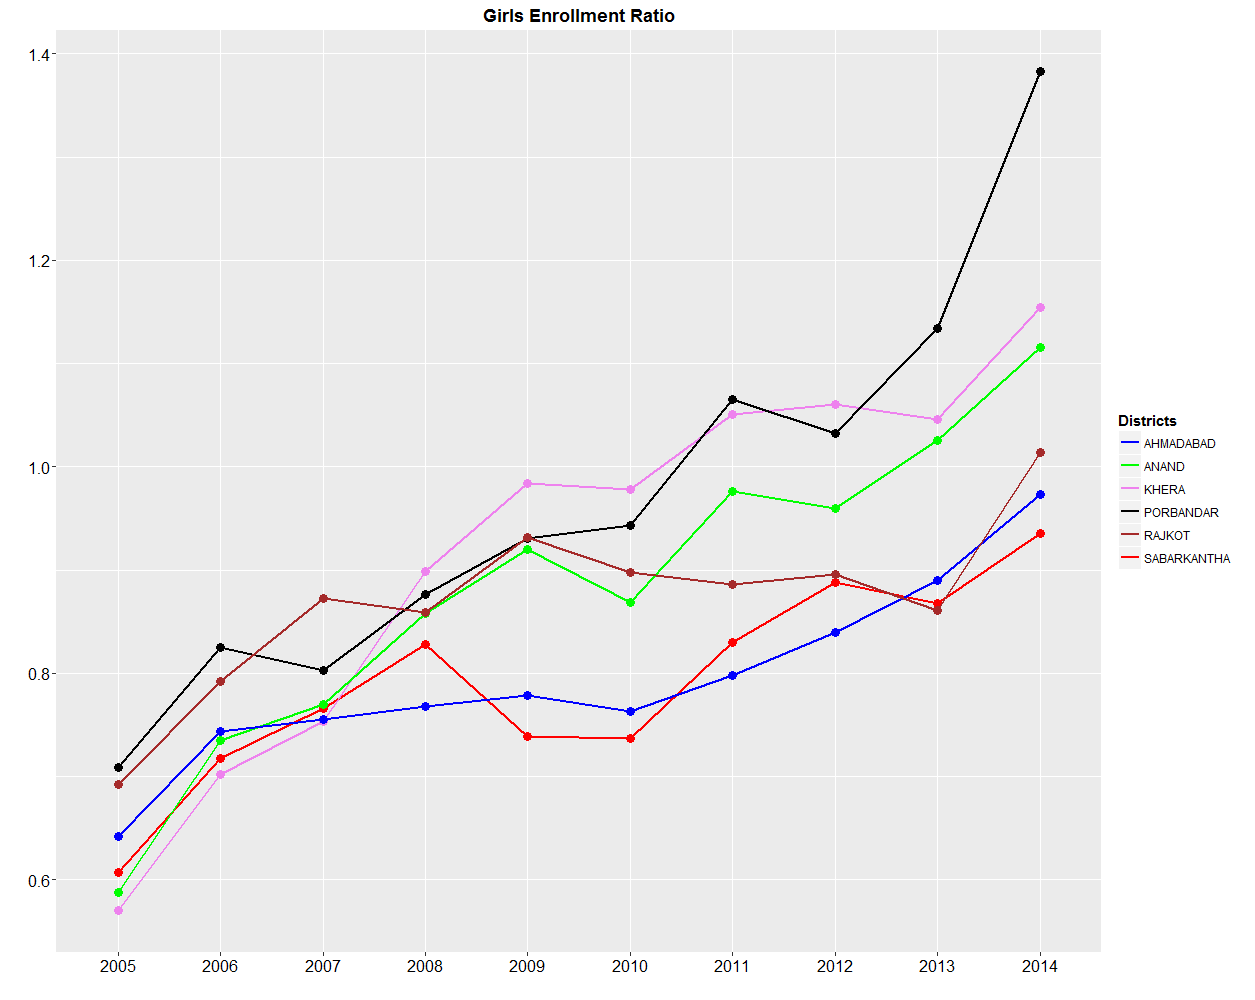 Girls Enrollment Ratio
1.4
1.2
1.0
0.8
0.6
2005 2006 2007 2008 2009 2010 2011 2012 2013 2014
Districts
AHMADABAD
ANAND
KHERA
PORBANDAR
RAJKOT
SABARKANTHA